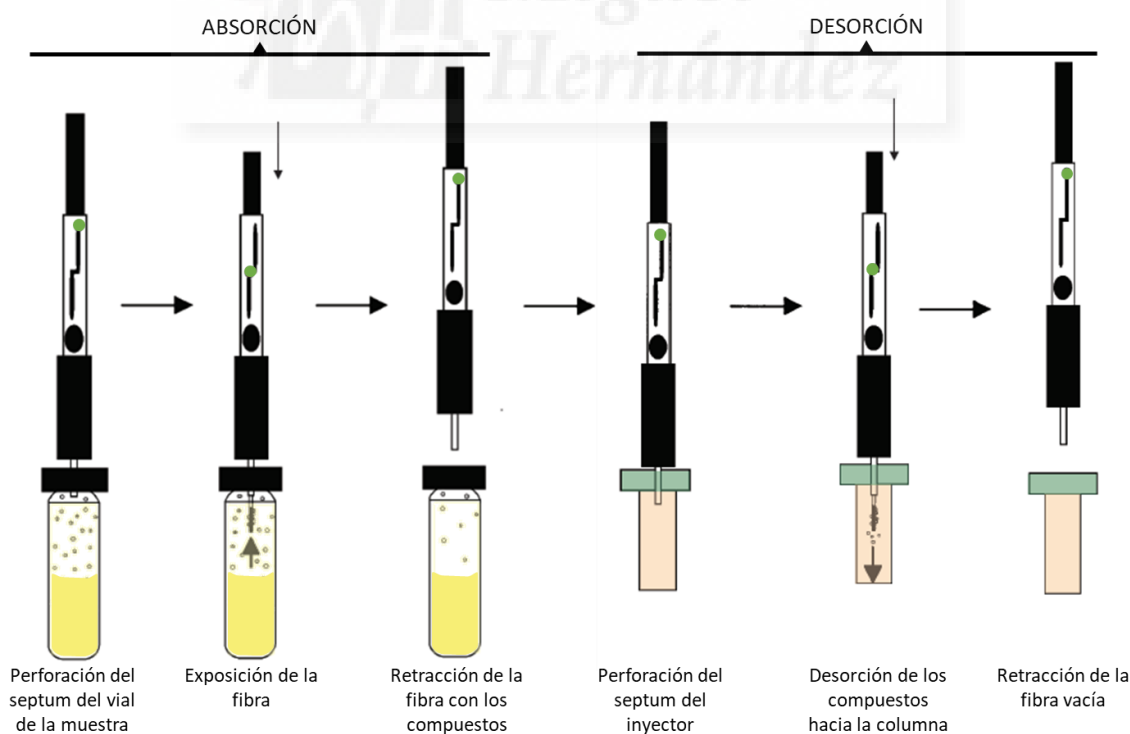 ABSORCIÓN
DESORCIÓN
Hernández
Perforación del
septum del vial
de la muestra
Exposición de la
fibra
Retracción de la
fibra con los
compuestos
Perforación del
septum del
inyector
Desorción de los
compuestos
hacia la columna
Retracción de la
fibra vacía